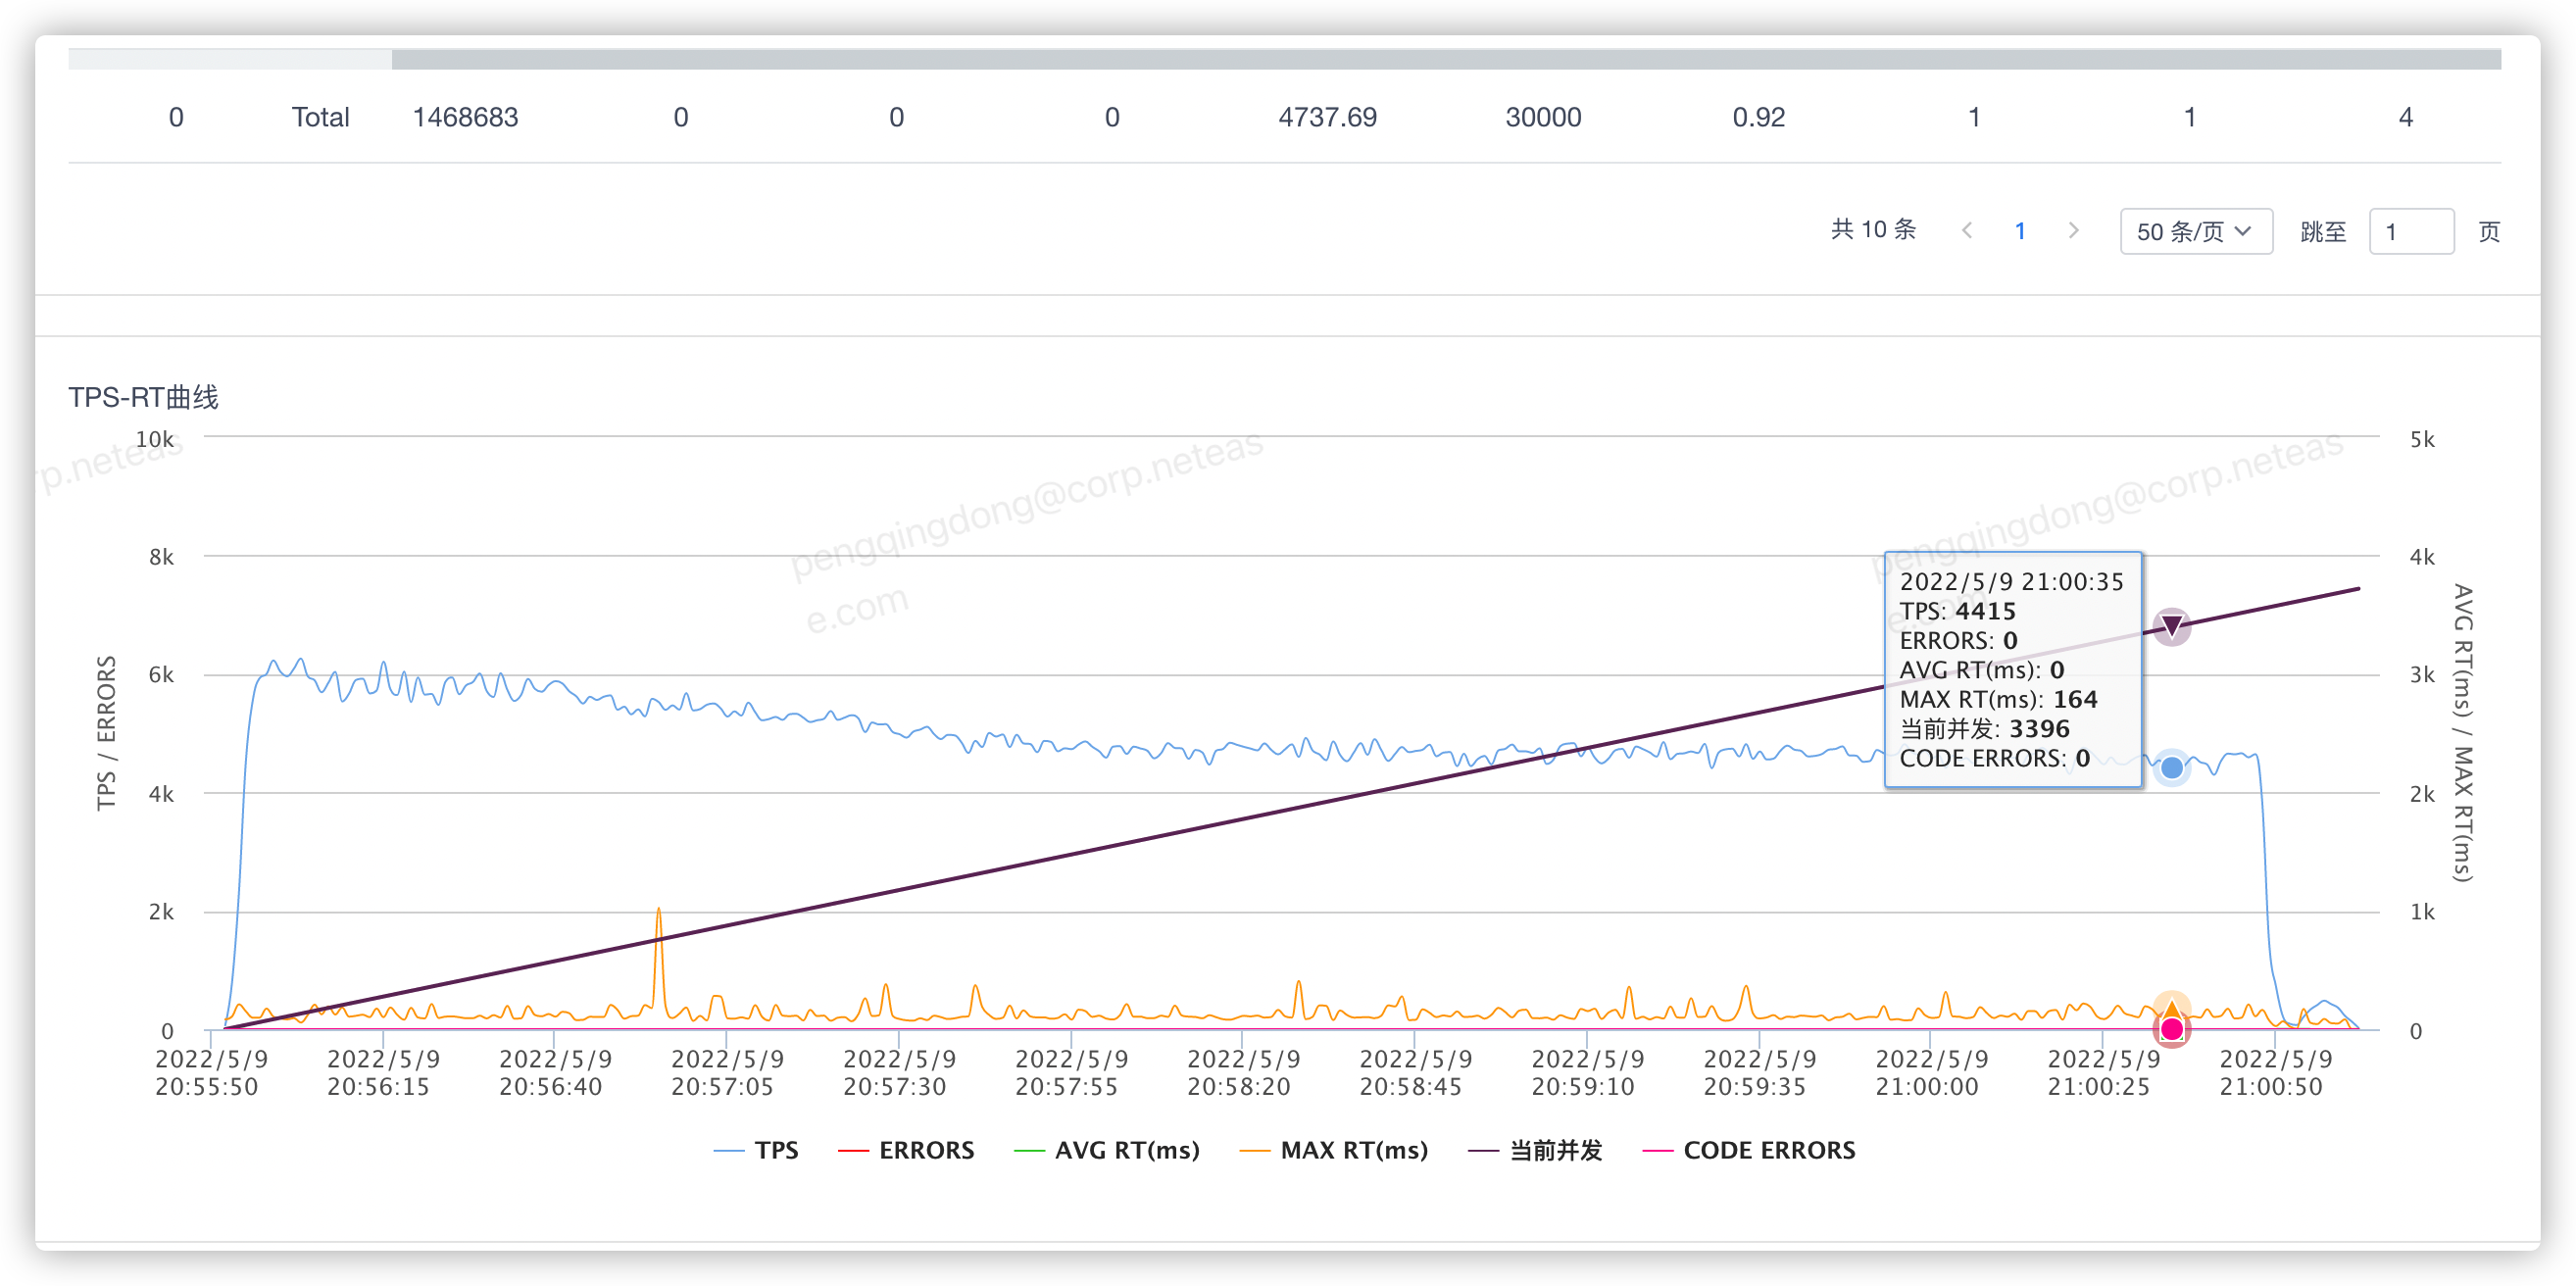 0 Total 1468683 0 0 0 4737.69 30000 0.92 1 1 4
共 10 条 < 1 > 50 条/页 跳至 1 页
TPS-RT曲线
10k
8k
6k
4k
2k
0
TPS / ERRORS
5k
4k
3k
2k
1k
0
AVG RT(ms) / MAX RT(ms)
rp.neteas
pengqingdong@corp.neteas
e.com
pengqingdong@corp.neteas
e.com
2022/5/9 21:00:35
TPS: 4415
ERRORS: 0
AVG RT(ms): 0
MAX RT(ms): 164
当前并发: 3396
CODE ERRORS: 0
2022/5/9 20:55:50
2022/5/9 20:56:15
2022/5/9 20:56:40
2022/5/9 20:57:05
2022/5/9 20:57:30
2022/5/9 20:57:55
2022/5/9 20:58:20
2022/5/9 20:58:45
2022/5/9 20:59:10
2022/5/9 20:59:35
2022/5/9 21:00:00
2022/5/9 21:00:25
2022/5/9 21:00:50
TPS ERRORS AVG RT(ms) MAX RT(ms) 当前并发 CODE ERRORS